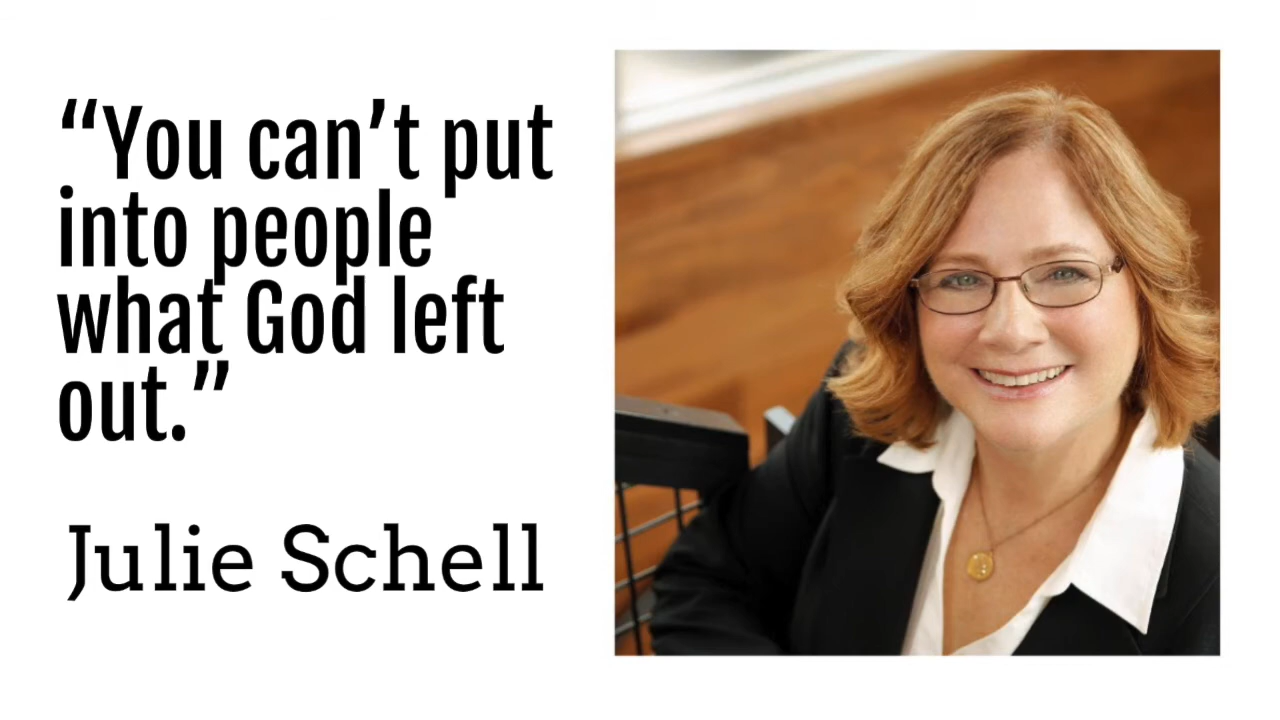 “You can’t put
into people
what God left
out.”
Julie Schell